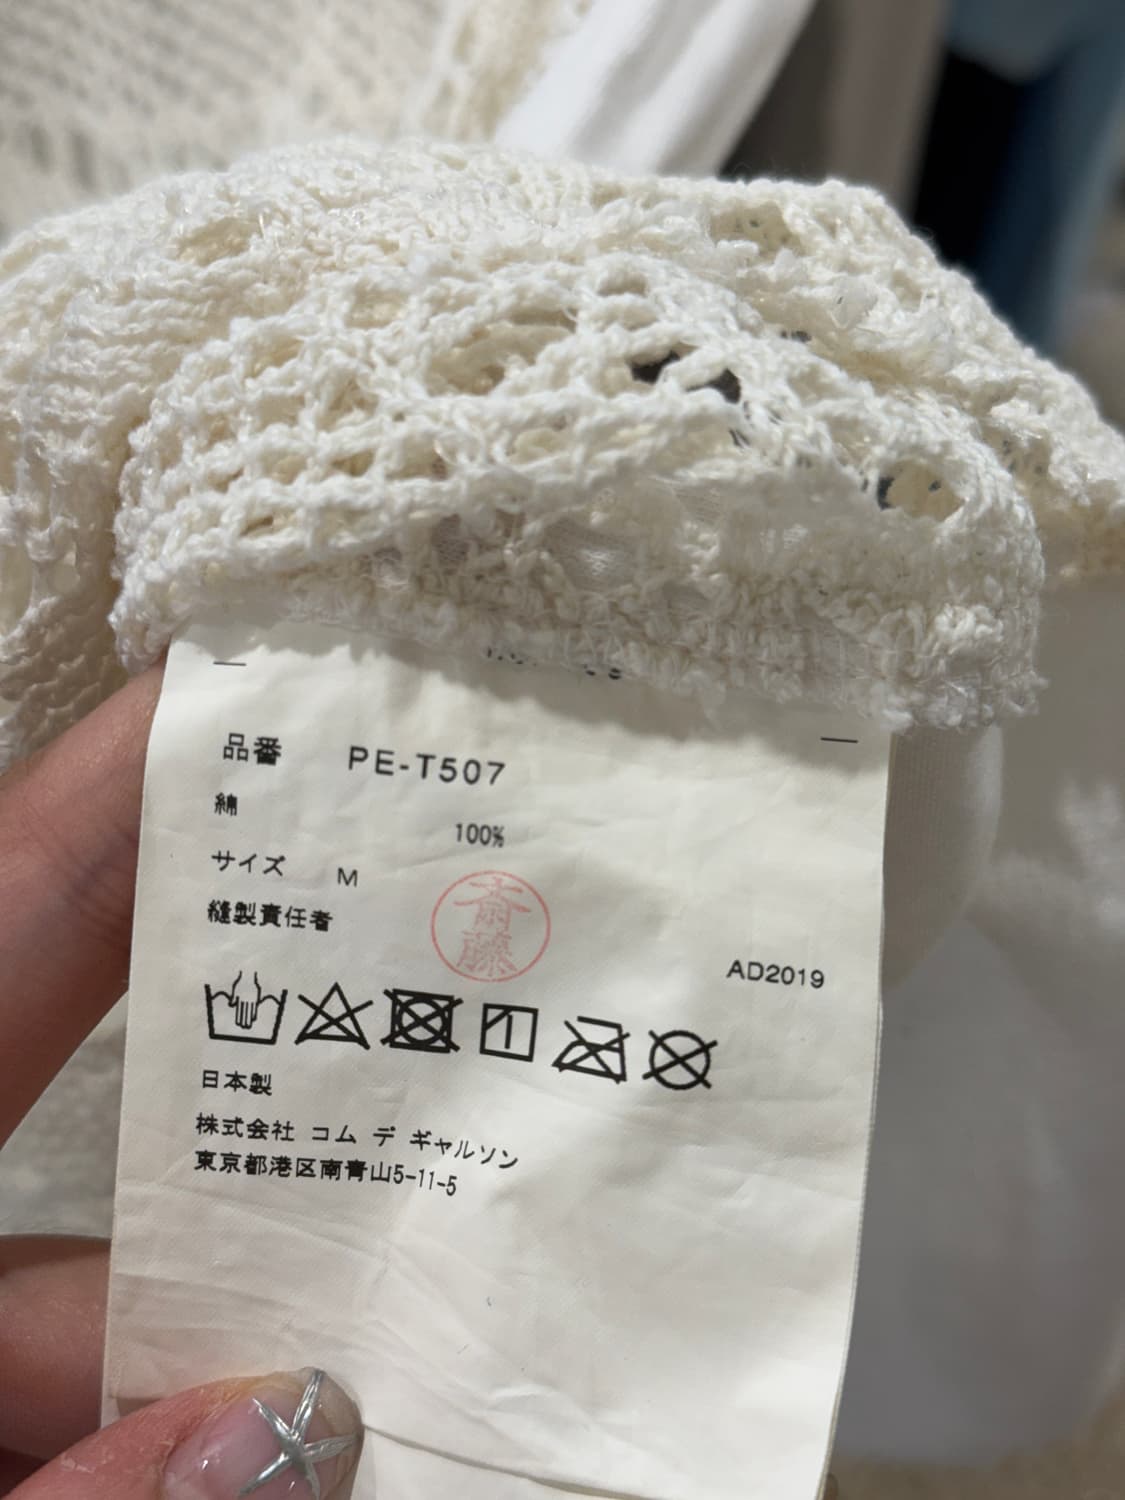 品番 PE-T507
綿 100%
サイズ M
縫製責任者 斎藤
AD2019
日本製
株式会社 コム デ ギャルソン
東京都港区南青山5-11-5